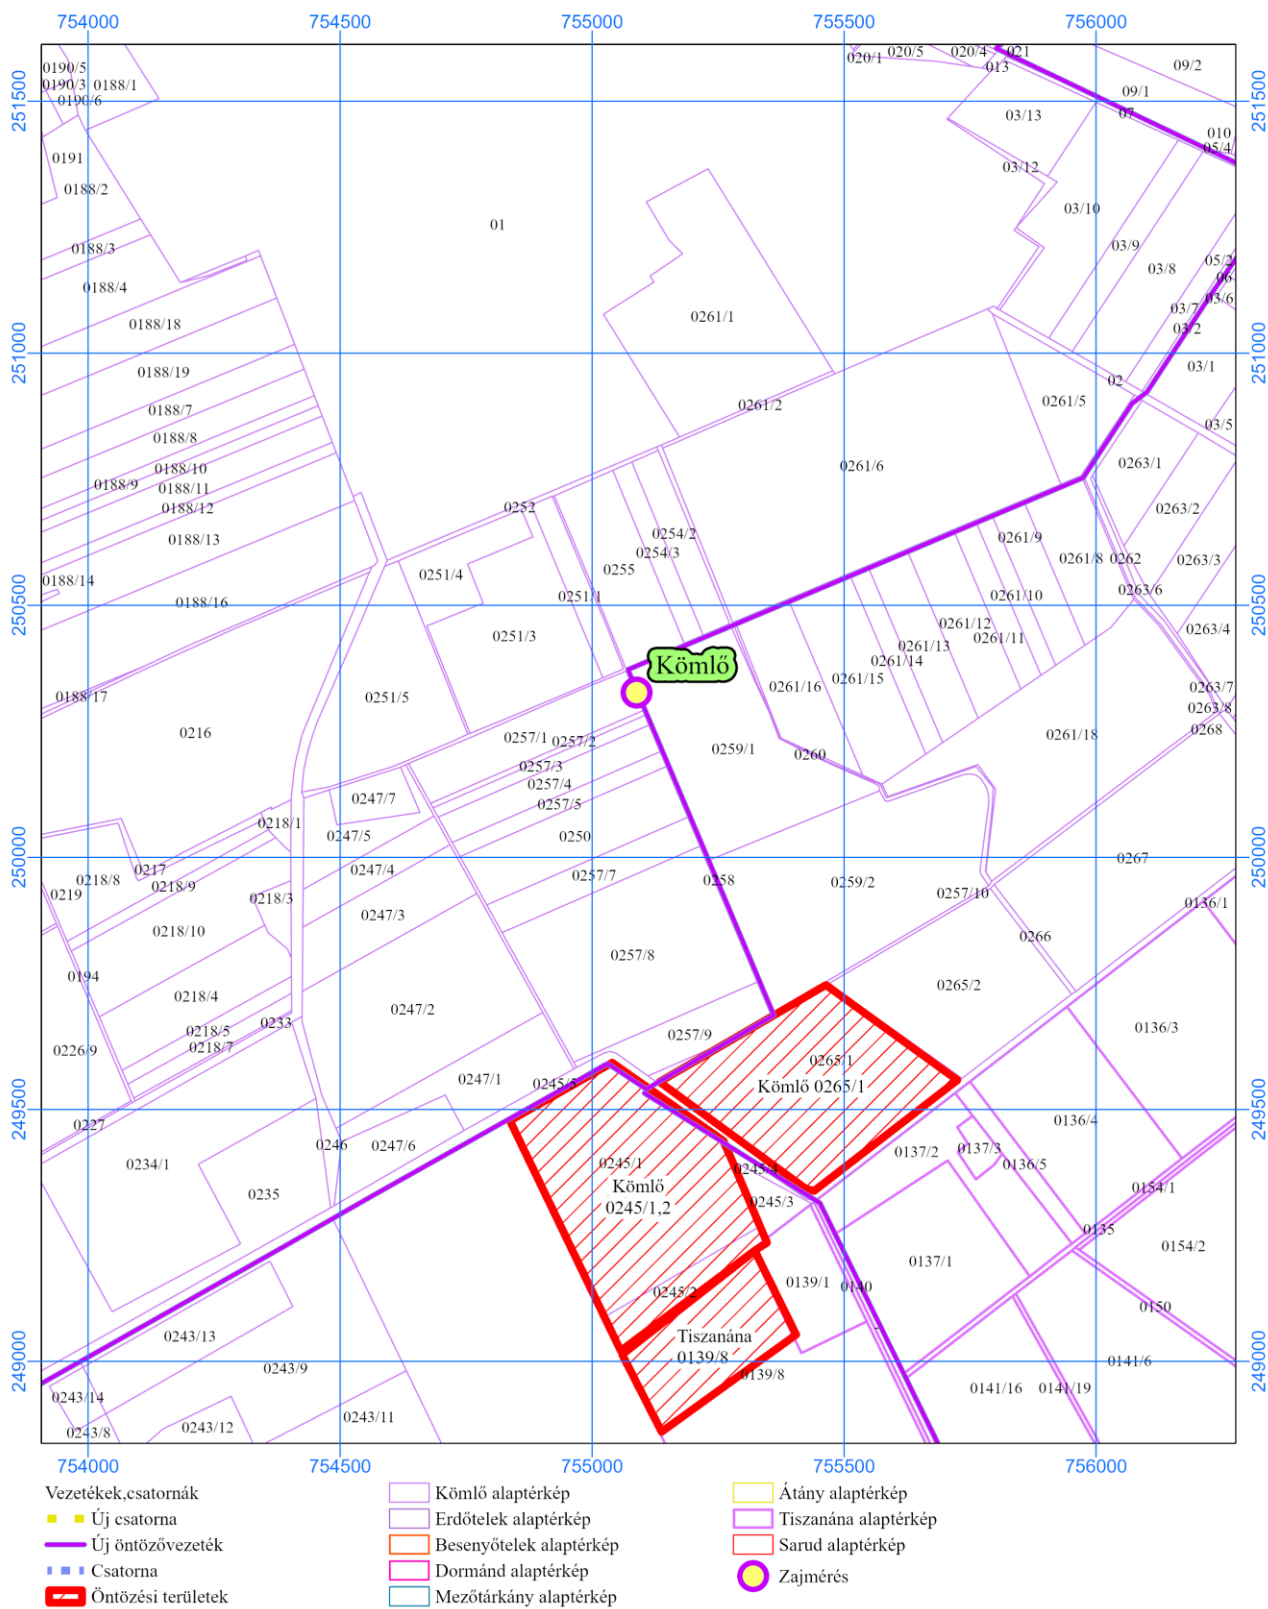 754000 754500 755000 755500 756000
0190/5 020/1 020/5 020/4 021
0190/3 0188/1 013 09/2
0190/6 09/1
251500 251500
03/13 07
010
05/4
0191 03/12
0188/2
01 03/10
0188/3 03/9
05/2
0188/4 03/8 06
03/6
0188/18 0261/1 03/7
03/2
251000 251000
0188/19 03/1
02
0261/2 0261/5
0188/7
03/5
0188/8
0261/6 0263/1
0188/10
0188/9 0188/11
0188/12 0252 0263/2
0188/13 0254/2 0261/9
0254/3
0261/8 0262 0263/3
0188/14 0251/4 0255
0263/6
0188/16 0251/1 0261/10
250500 250500
0251/3 0261/12 0263/4
0261/11
0261/13
Kömlő 0261/14
0261/15
0188/17 0251/5 0261/16 0263/7
0263/8
0216 0257/1 0257/2 0259/1 0261/18 0268
0260
0257/3
0257/4
0247/7 0257/5
0218/1
0247/5 0250
250000 250000
0217 0247/4 0257/7 0267
0219 0218/8 0218/9 0258 0259/2
0218/3 0257/10 0136/1
0247/3
0218/10 0266
0257/8
0194 0265/2
0218/4
0247/2
0218/5 0233 0257/9 0136/3
0226/9 0218/7
0265/1
0247/1 0245/5 Kömlő 0265/1
249500 249500
0227 0136/4
0246 0247/6 0137/2 0137/3
0234/1 0245/1 0245/4 0136/5
0235 Kömlő 0154/1
0245/1,2 0245/3
0135
0154/2
0137/1
0245/2 0139/1 0140
0150
0243/13 Tiszanána
0139/8
249000 249000
0243/9 0139/8 0141/6
0243/14 0141/16 0141/19
0243/12 0243/11
0243/8
754000 754500 755000 755500 756000
Vezetékek,csatornák
Új csatorna
Új öntözővezeték
Csatorna
Öntözési területek
Kömlő alaptérkép
Erdőtelek alaptérkép
Besenyőtelek alaptérkép
Dormánd alaptérkép
Mezőtárkány alaptérkép
Átány alaptérkép
Tiszanána alaptérkép
Sarud alaptérkép
Zajmérés